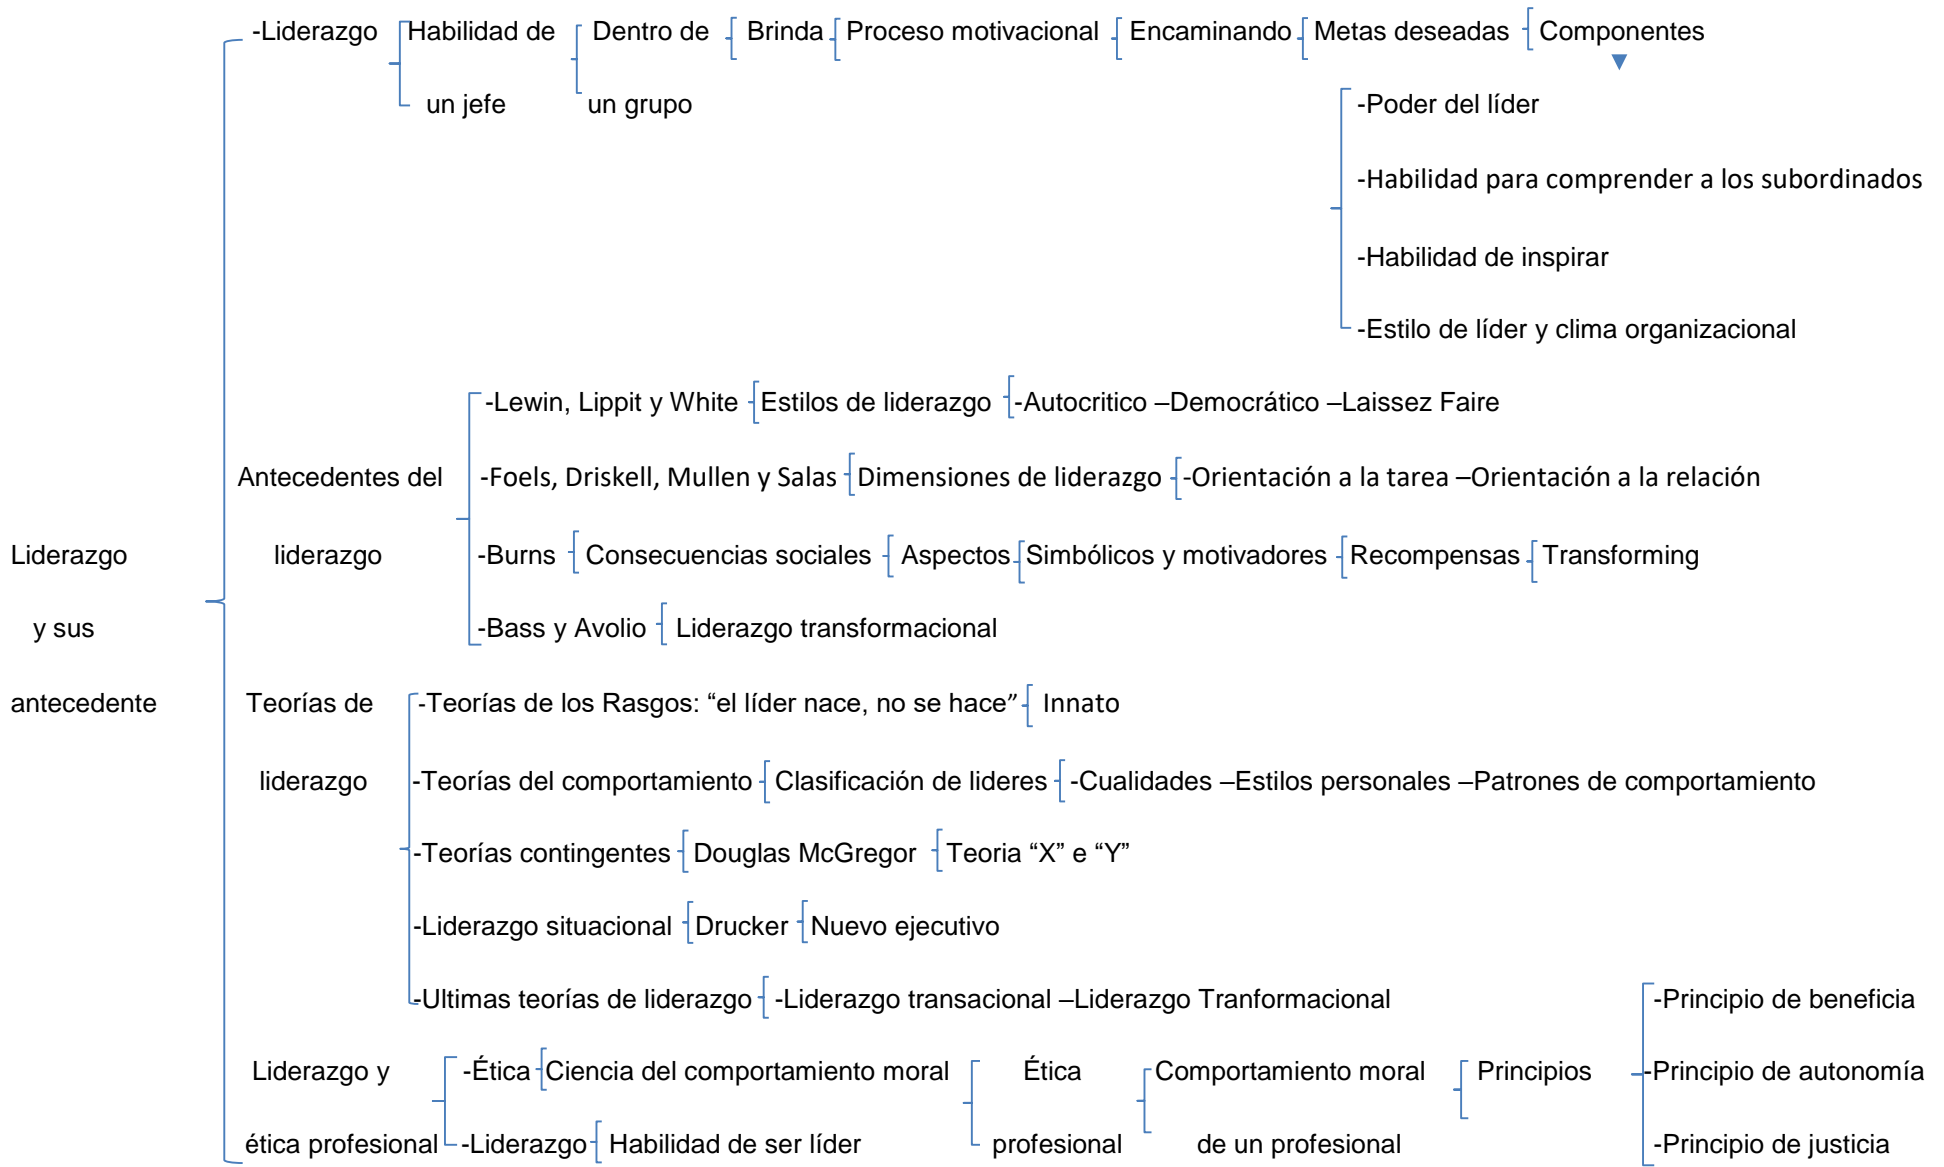 -Liderazgo Habilidad de Dentro de Brinda Proceso motivacional Encaminando Metas deseadas Componentes
un jefe un grupo -Poder del líder
-Habilidad para comprender a los subordinados
-Habilidad de inspirar
-Estilo de líder y clima organizacional
-Lewin, Lippit y White Estilos de liderazgo -Autocritico –Democrático –Laissez Faire
Antecedentes del -Foels, Driskell, Mullen y Salas Dimensiones de liderazgo -Orientación a la tarea –Orientación a la relación
Liderazgo liderazgo -Burns Consecuencias sociales Aspectos Simbólicos y motivadores Recompensas Transforming
y sus -Bass y Avolio Liderazgo transformacional
antecedente Teorías de -Teorías de los Rasgos: “el líder nace, no se hace” Innato
liderazgo -Teorías del comportamiento Clasificación de lideres -Cualidades –Estilos personales –Patrones de comportamiento
-Teorías contingentes Douglas McGregor Teoria “X” e “Y”
-Liderazgo situacional Drucker Nuevo ejecutivo
-Ultimas teorías de liderazgo -Liderazgo transacional –Liderazgo Tranformacional -Principio de beneficia
Liderazgo y -Ética Ciencia del comportamiento moral Ética Comportamiento moral Principios -Principio de autonomía
ética profesional -Liderazgo Habilidad de ser líder profesional de un profesional -Principio de justicia